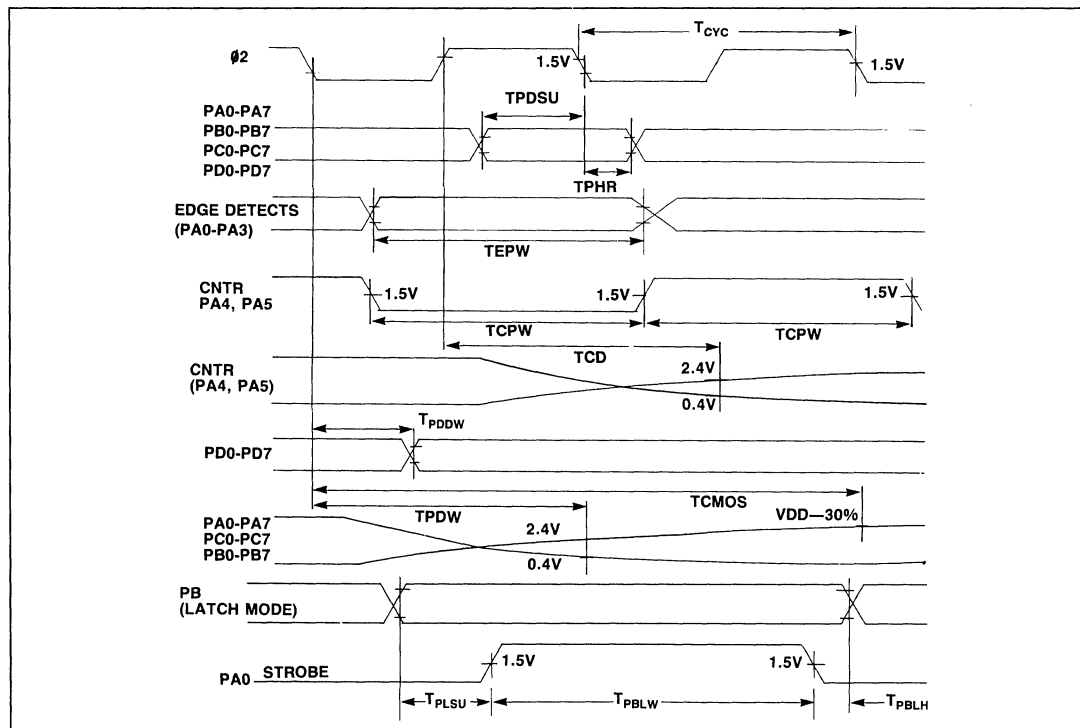 T_CYC
ϕ2
1.5V
1.5V
TPDSU
PA0-PA7
PB0-PB7
PC0-PC7
PD0-PD7
TPHR
EDGE DETECTS
(PA0-PA3)
TEPW
CNTR
PA4, PA5
1.5V
1.5V
1.5V
TCPW
TCPW
TCD
CNTR
(PA4, PA5)
2.4V
0.4V
T_PDDW
PD0-PD7
TCMOS
TPDW
VDD—30%
PA0-PA7
PC0-PC7
PB0-PB7
2.4V
0.4V
PB
(LATCH MODE)
PA0 STROBE
1.5V
1.5V
T_PLSU
T_PBLW
T_PBLH